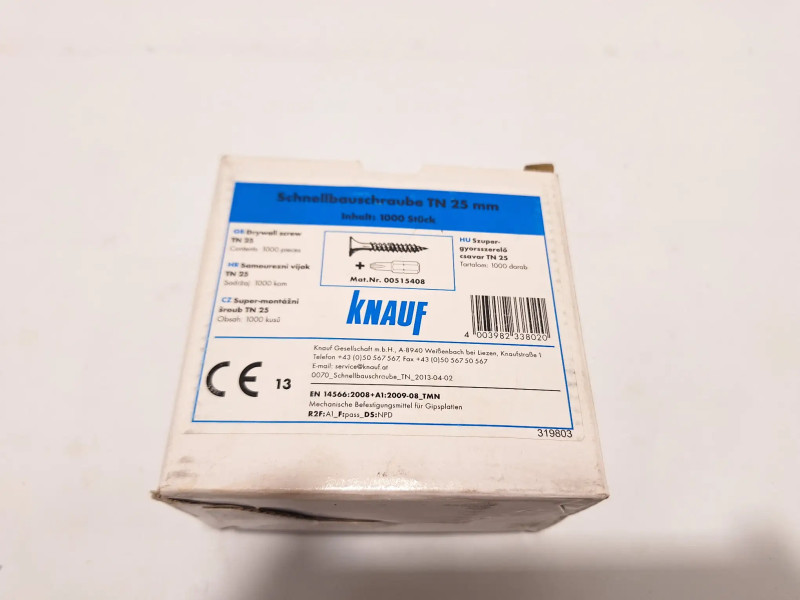 Schnellbauschraube TN 25 mm
Inhalt: 1000 Stück
GB Drywall screw
TN 25
Contents: 1000 pieces
HR Samourezni vijak
TN 25
Sadržaj: 1000 kom
CZ Super-montážní
šroub TN 25
Obsah: 1000 kusů
+
Mat.Nr. 00515408
HU Szuper-
gyorsszerelő
csavar TN 25
Tartalom: 1000 darab
KNAUF
4 003982 338020
Knauf Gesellschaft m.b.H., A-8940 Weißenbach bei Liezen, Knaufstraße 1
Telefon +43 (0)50 567 567, Fax +43 (0)50 567 50 567
E-mail: service@knauf.at
0070_Schnellbauschraube_TN_2013-04-02
CE 13
EN 14566:2008+A1:2009-08_TMN
Mechanische Befestigungsmittel für Gipsplatten
R2F:A1_F:pass_DS:NPD
319803